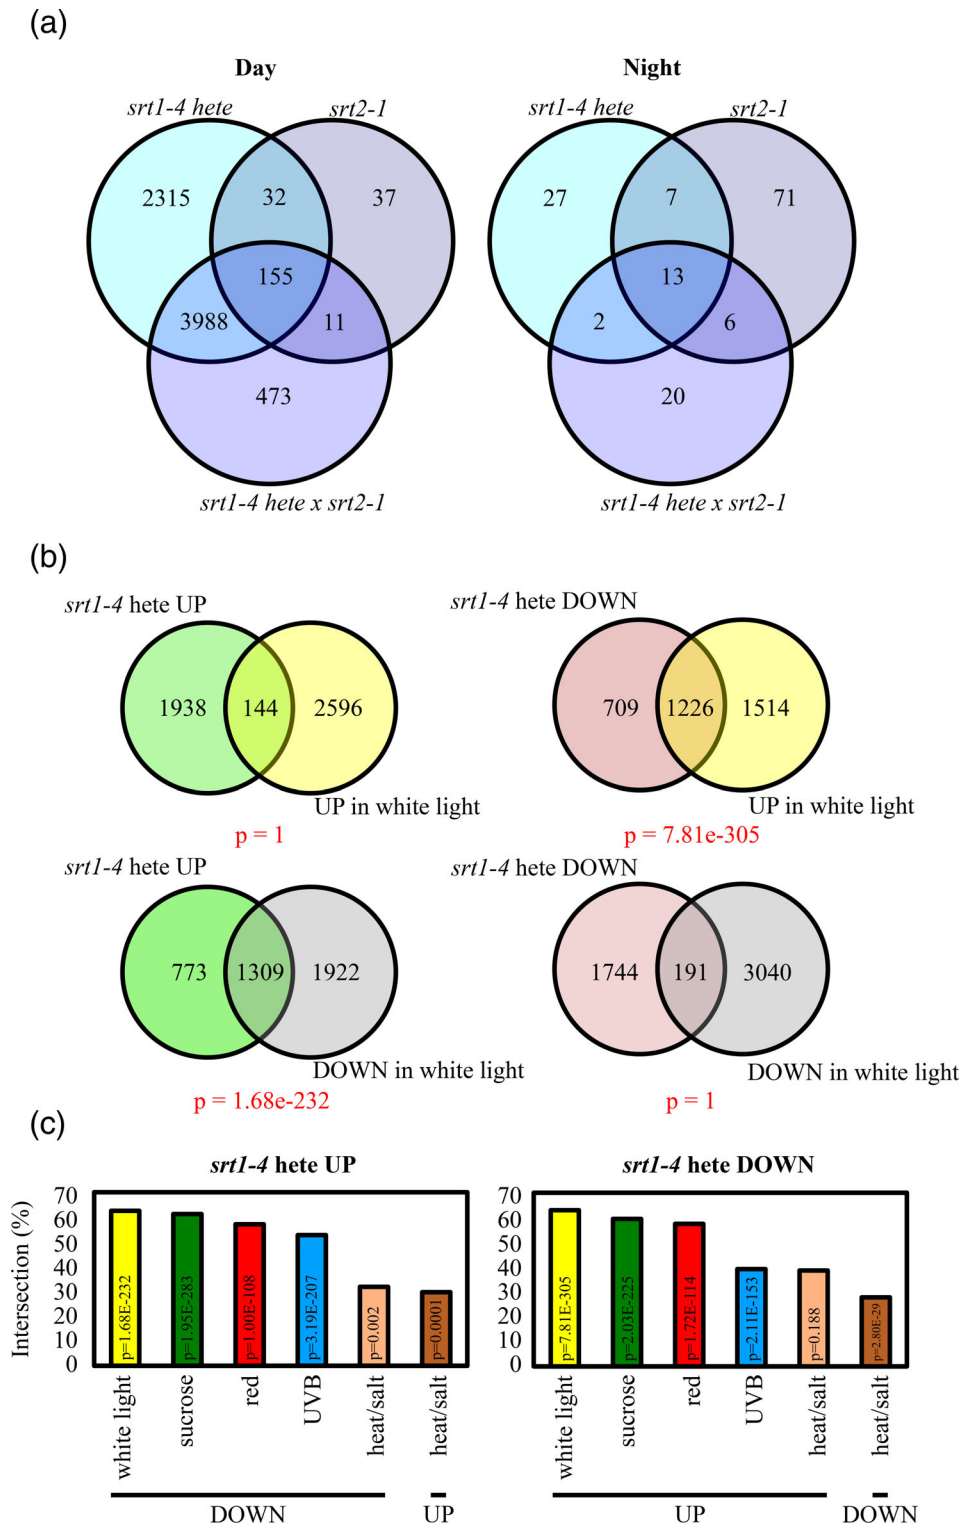 (a)
Day Night
srt1-4 hete srt2-1 srt1-4 hete srt2-1
2315 32 37 27 7 71
155 13
3988 11 2 6
473 20
srt1-4 hete x srt2-1 srt1-4 hete x srt2-1
(b)
srt1-4 hete UP srt1-4 hete DOWN
1938 144 2596 709 1226 1514
UP in white light UP in white light
p = 1 p = 7.81e-305
srt1-4 hete UP srt1-4 hete DOWN
773 1309 1922 1744 191 3040
DOWN in white light DOWN in white light
p = 1.68e-232 p = 1
(c)
srt1-4 hete UP srt1-4 hete DOWN
Intersection (%)
70
60
50
40
30
20
10
0
p=1.68E-232
p=1.95E-283
p=1.00E-108
p=3.19E-207
p=0.002
p=0.0001
white light
sucrose
red
UVB
heat/salt
heat/salt
DOWN UP
70
60
50
40
30
20
10
0
p=7.81E-305
p=2.03E-225
p=1.72E-114
p=2.11E-153
p=0.188
p=2.80E-29
white light
sucrose
red
UVB
heat/salt
heat/salt
UP DOWN